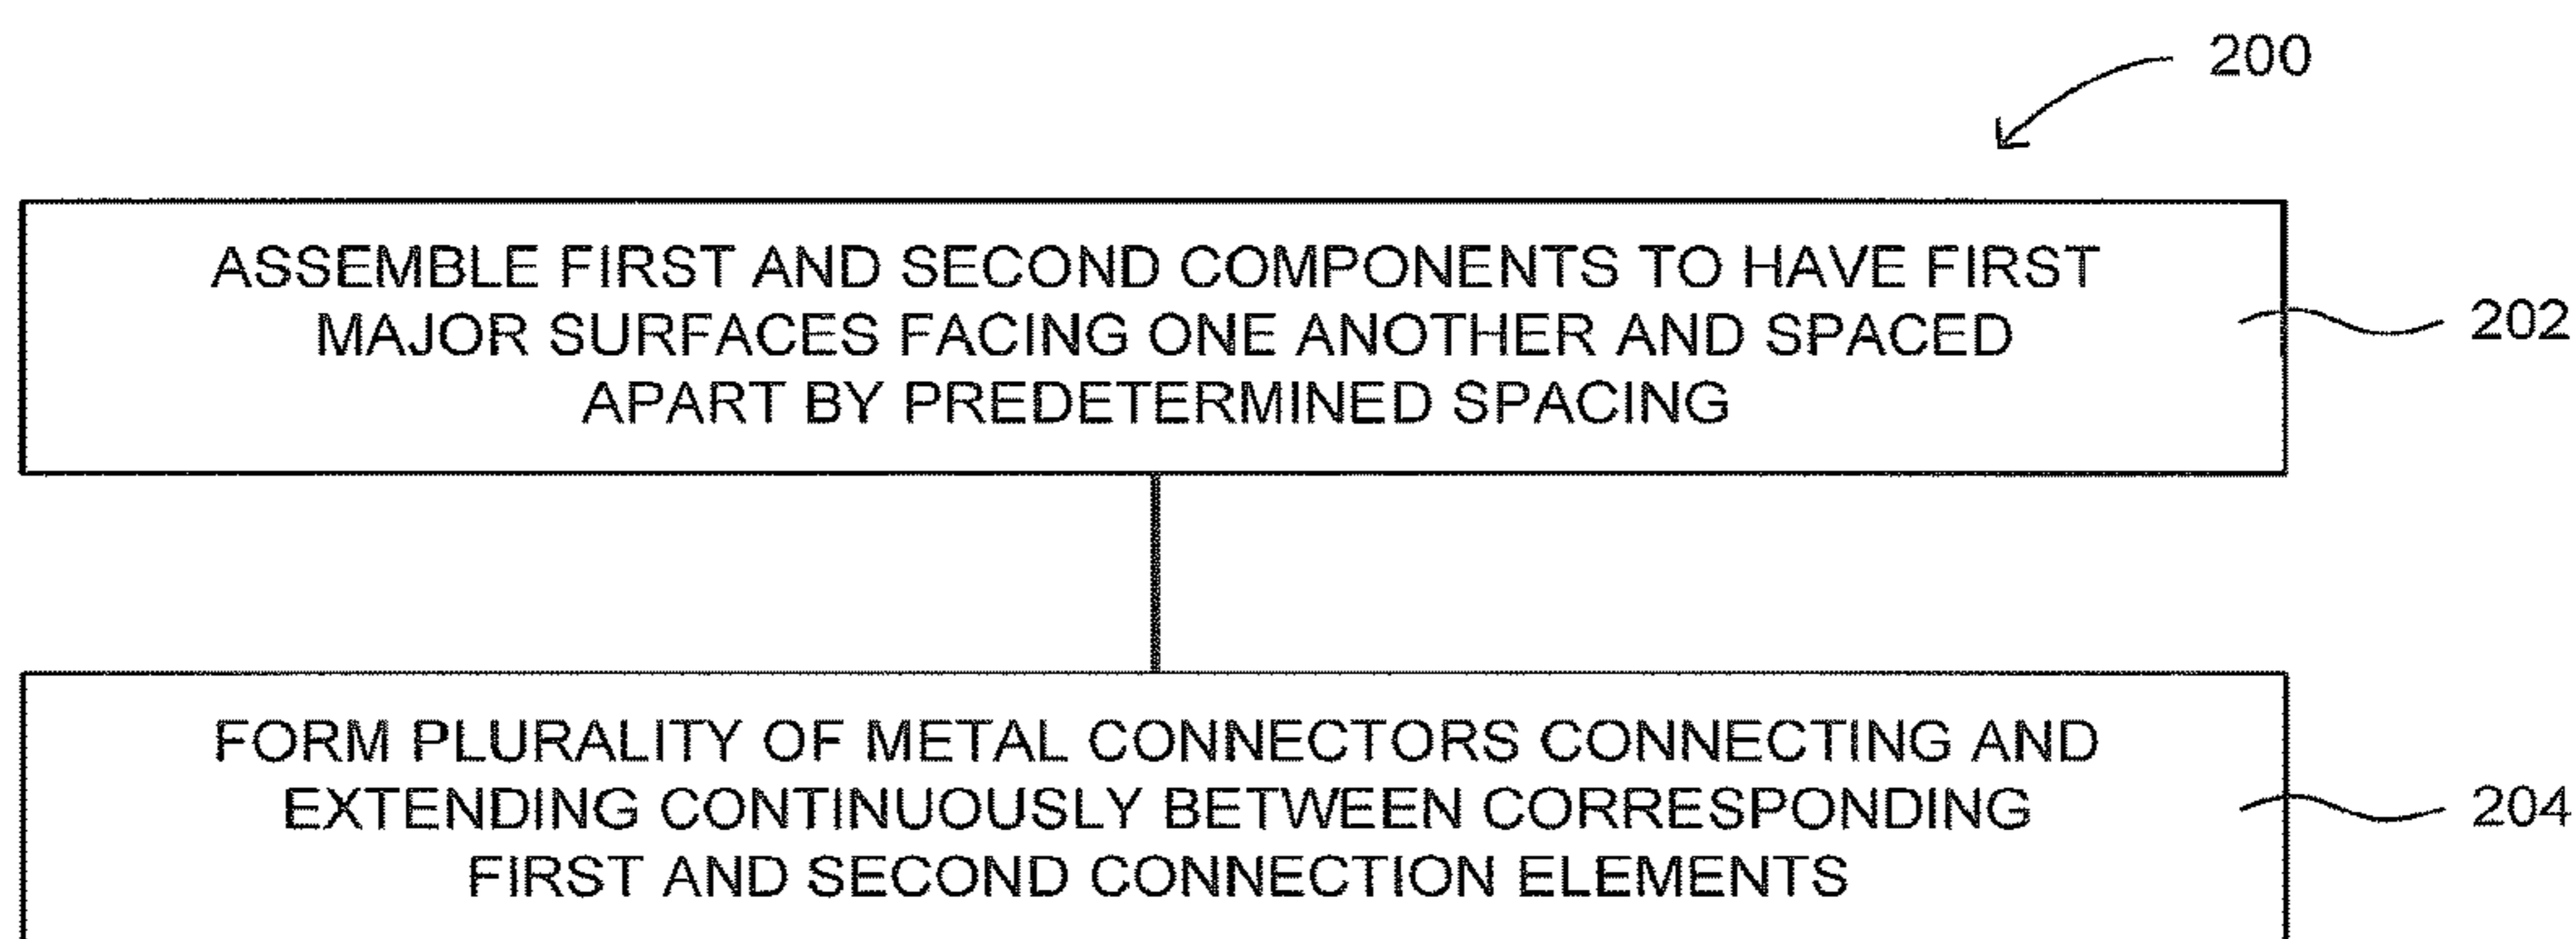 200
ASSEMBLE FIRST AND SECOND COMPONENTS TO HAVE FIRST
MAJOR SURFACES FACING ONE ANOTHER AND SPACED
APART BY PREDETERMINED SPACING
202
FORM PLURALITY OF METAL CONNECTORS CONNECTING AND
EXTENDING CONTINUOUSLY BETWEEN CORRESPONDING
FIRST AND SECOND CONNECTION ELEMENTS
204